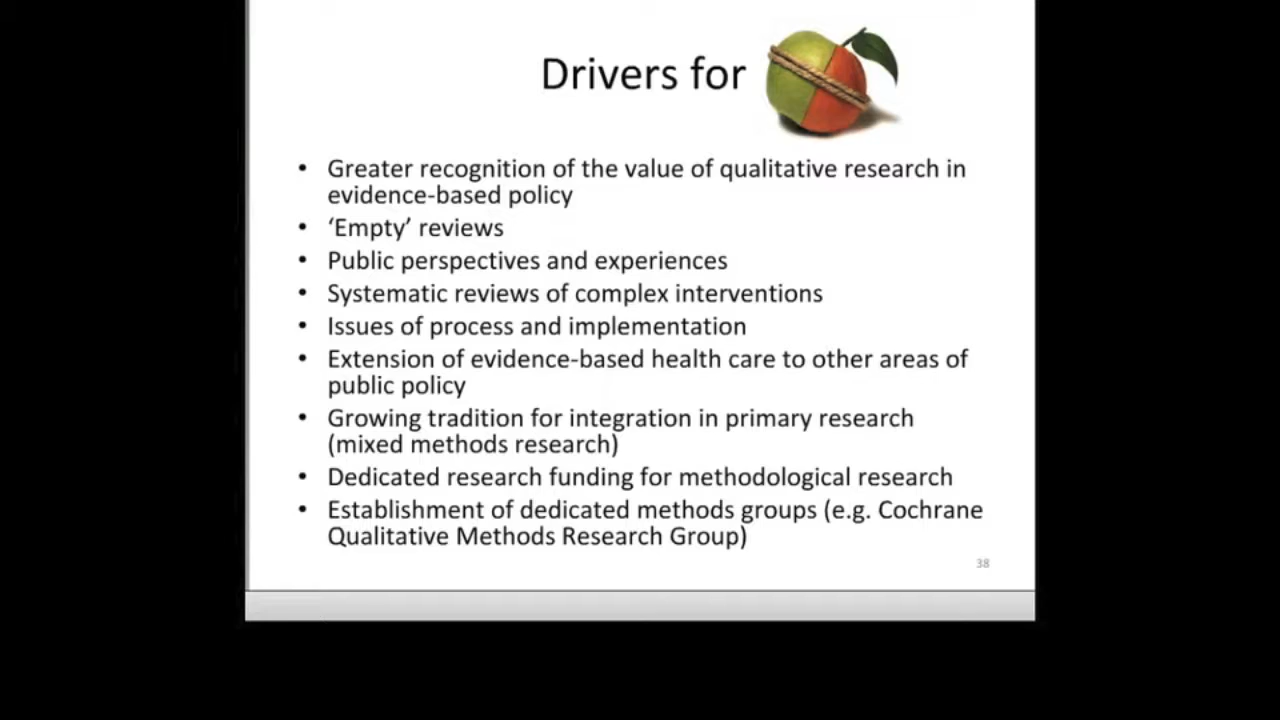 Drivers for
• Greater recognition of the value of qualitative research in
evidence-based policy
• ‘Empty’ reviews
• Public perspectives and experiences
• Systematic reviews of complex interventions
• Issues of process and implementation
• Extension of evidence-based health care to other areas of
public policy
• Growing tradition for integration in primary research
(mixed methods research)
• Dedicated research funding for methodological research
• Establishment of dedicated methods groups (e.g. Cochrane
Qualitative Methods Research Group)
38